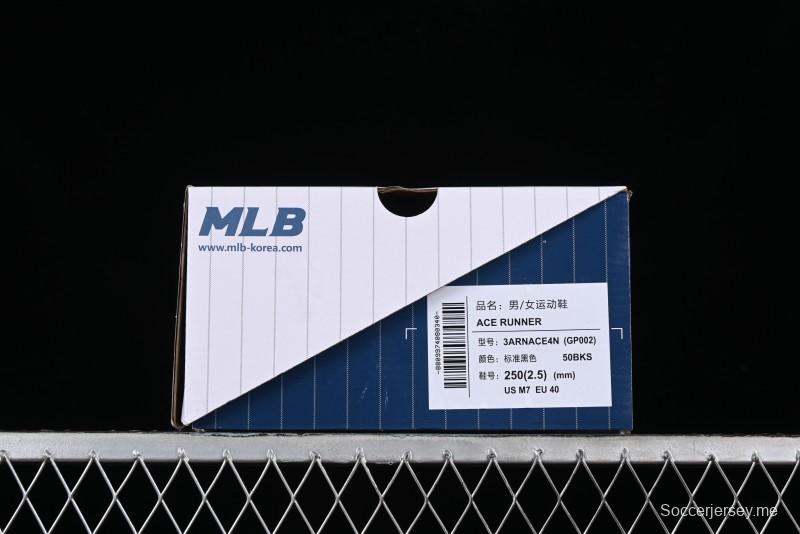 MLB
www.mlb-korea.com
品名: 男/女运动鞋
ACE RUNNER
型号: 3ARNACE4N (GP002)
颜色: 标准黑色 50BKS
鞋号: 250(2.5) (mm)
US M7 EU 40
Soccerjersey.me